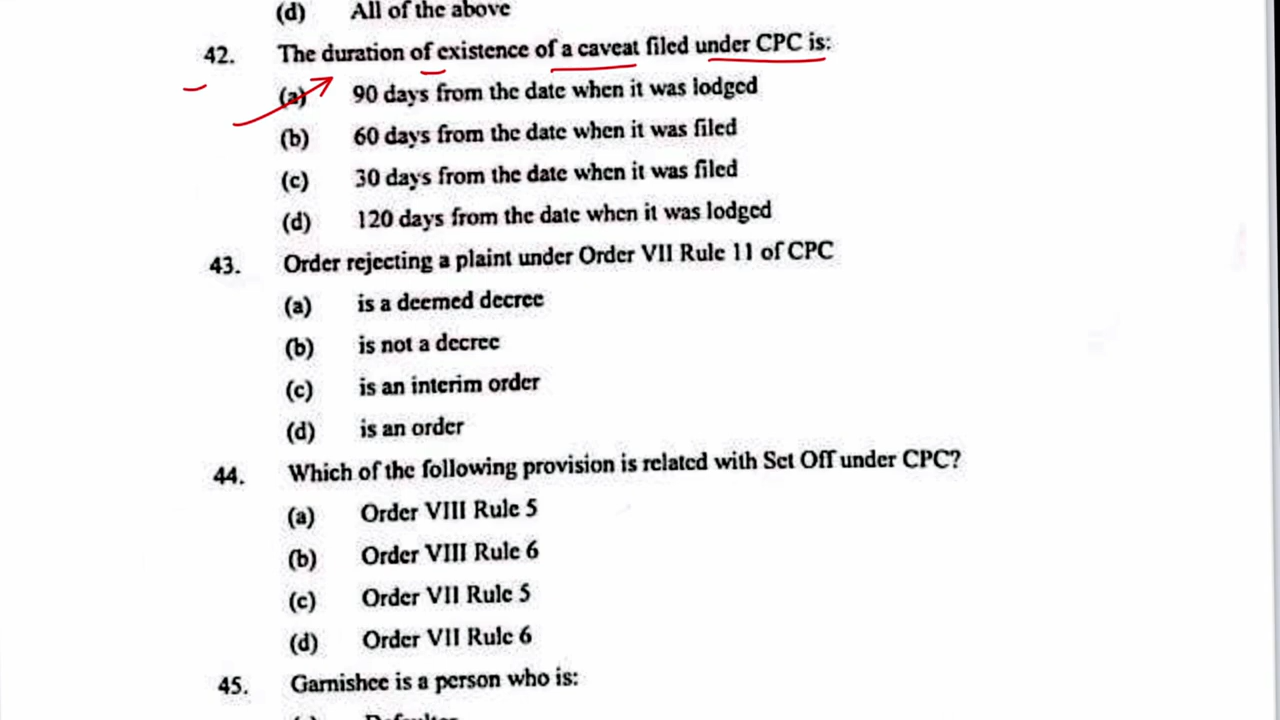 (d) All of the above
42. The duration of existence of a caveat filed under CPC is:
(a) 90 days from the date when it was lodged
(b) 60 days from the date when it was filed
(c) 30 days from the date when it was filed
(d) 120 days from the date when it was lodged
43. Order rejecting a plaint under Order VII Rule 11 of CPC
(a) is a deemed decree
(b) is not a decree
(c) is an interim order
(d) is an order
44. Which of the following provision is related with Set Off under CPC?
(a) Order VIII Rule 5
(b) Order VIII Rule 6
(c) Order VII Rule 5
(d) Order VII Rule 6
45. Garnishee is a person who is: